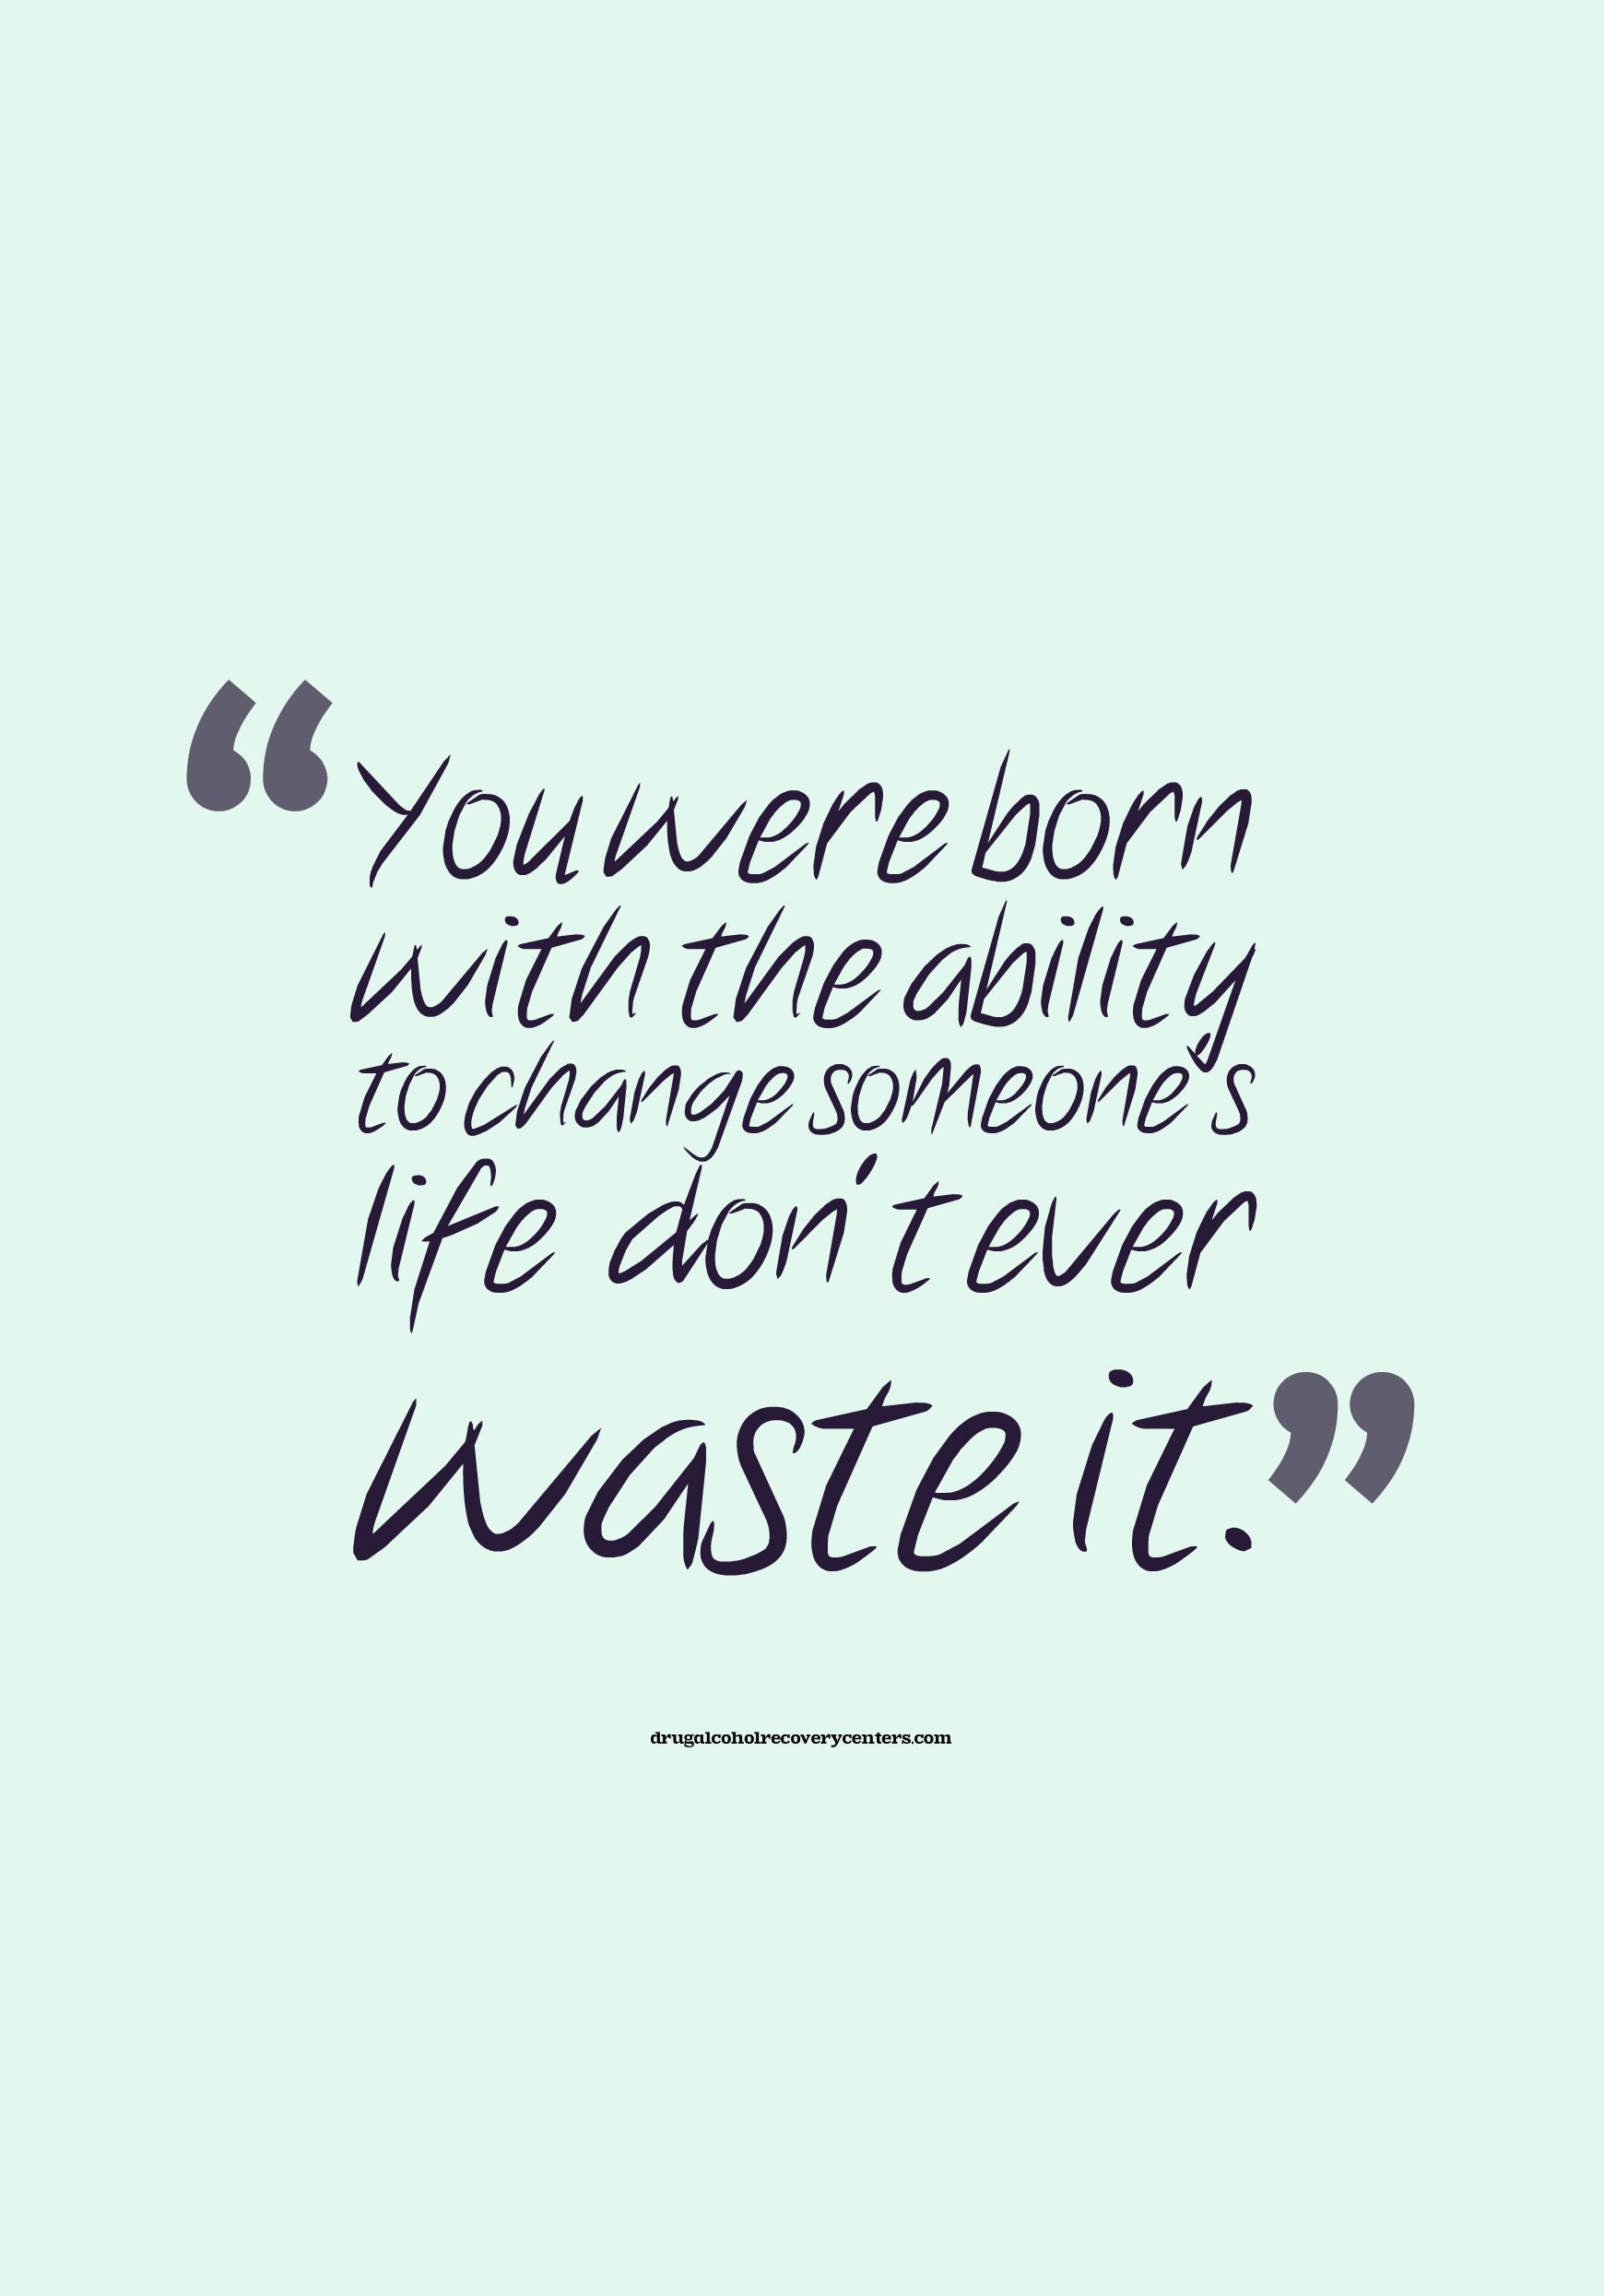 “You were born
with the ability
to change someone's
life don't ever
waste it.”
drugalcoholrecoverycenters.com